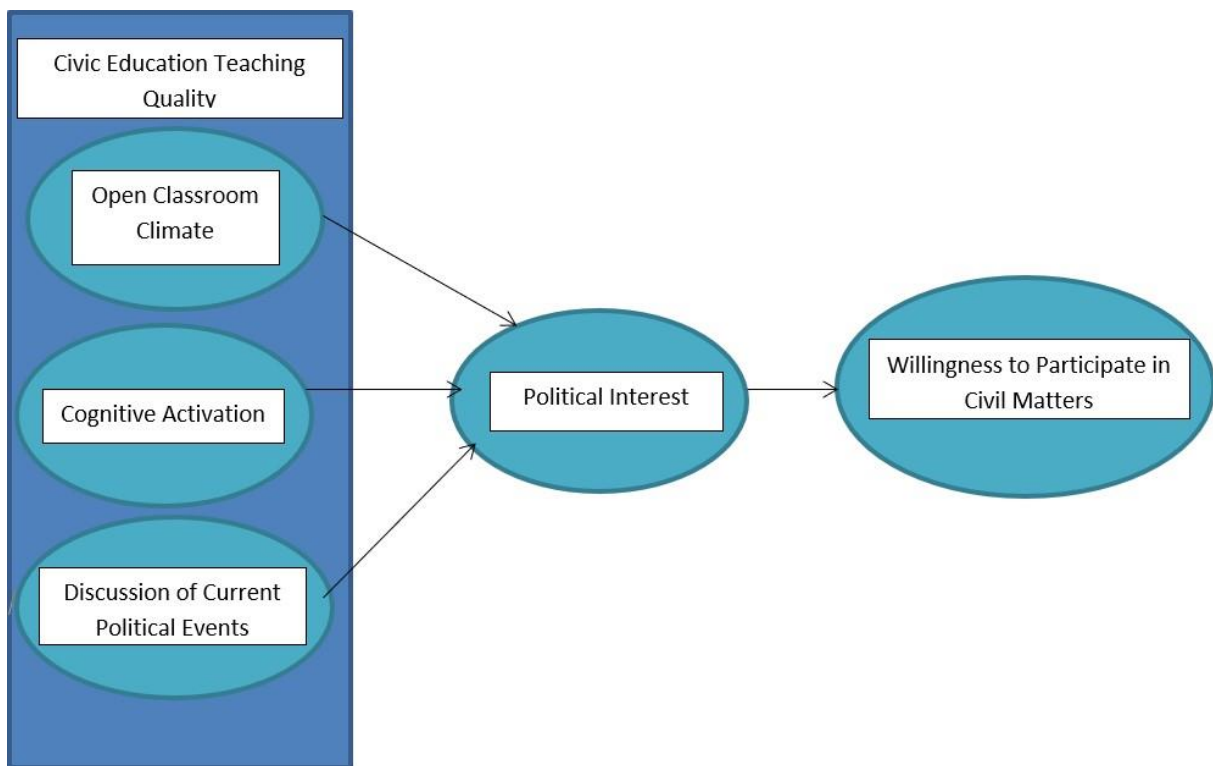 Civic Education Teaching
Quality
Open Classroom
Climate
Cognitive Activation
Discussion of Current
Political Events
Political Interest
Willingness to Participate in
Civil Matters